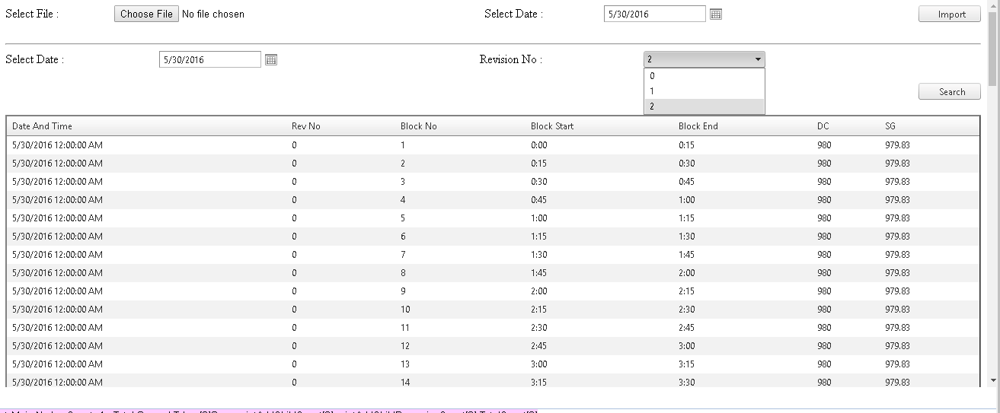 Select File : Choose File No file chosen Select Date : 5/30/2016 Import
Select Date : 5/30/2016 Revision No : 2
0
1
2
Search
Date And Time Rev No Block No Block Start Block End DC SG
5/30/2016 12:00:00 AM 0 1 0:00 0:15 980 979.83
5/30/2016 12:00:00 AM 0 2 0:15 0:30 980 979.83
5/30/2016 12:00:00 AM 0 3 0:30 0:45 980 979.83
5/30/2016 12:00:00 AM 0 4 0:45 1:00 980 979.83
5/30/2016 12:00:00 AM 0 5 1:00 1:15 980 979.83
5/30/2016 12:00:00 AM 0 6 1:15 1:30 980 979.83
5/30/2016 12:00:00 AM 0 7 1:30 1:45 980 979.83
5/30/2016 12:00:00 AM 0 8 1:45 2:00 980 979.83
5/30/2016 12:00:00 AM 0 9 2:00 2:15 980 979.83
5/30/2016 12:00:00 AM 0 10 2:15 2:30 980 979.83
5/30/2016 12:00:00 AM 0 11 2:30 2:45 980 979.83
5/30/2016 12:00:00 AM 0 12 2:45 3:00 980 979.83
5/30/2016 12:00:00 AM 0 13 3:00 3:15 980 979.83
5/30/2016 12:00:00 AM 0 14 3:15 3:30 980 979.83